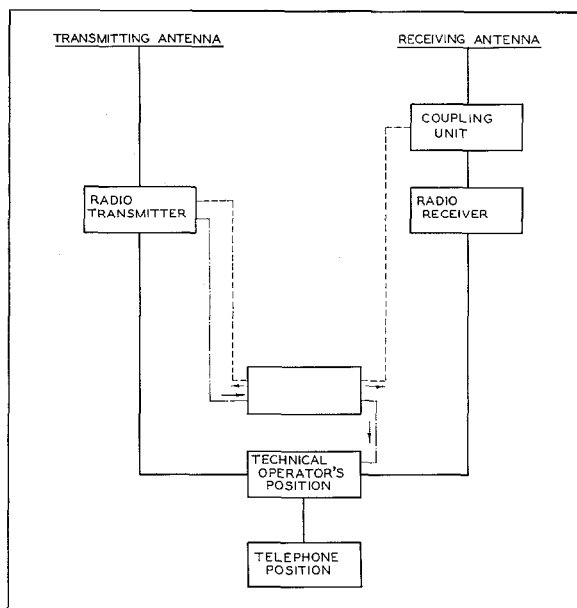 TRANSMITTING ANTENNA
RECEIVING ANTENNA
COUPLING
UNIT
RADIO
TRANSMITTER
RADIO
RECEIVER
TECHNICAL
OPERATOR'S
POSITION
TELEPHONE
POSITION